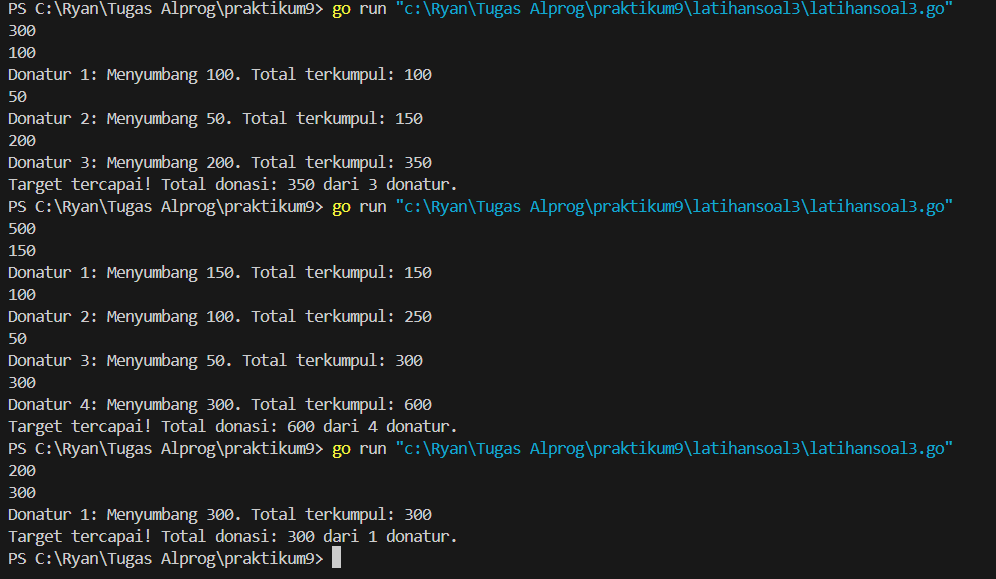 PS C:\Ryan\Tugas Alprog\praktikum9> go run "c:\Ryan\Tugas Alprog\praktikum9\latihansoal3\latihansoal3.go"
300
100
Donatur 1: Menyumbang 100. Total terkumpul: 100
50
Donatur 2: Menyumbang 50. Total terkumpul: 150
200
Donatur 3: Menyumbang 200. Total terkumpul: 350
Target tercapai! Total donasi: 350 dari 3 donatur.
PS C:\Ryan\Tugas Alprog\praktikum9> go run "c:\Ryan\Tugas Alprog\praktikum9\latihansoal3\latihansoal3.go"
500
150
Donatur 1: Menyumbang 150. Total terkumpul: 150
100
Donatur 2: Menyumbang 100. Total terkumpul: 250
50
Donatur 3: Menyumbang 50. Total terkumpul: 300
300
Donatur 4: Menyumbang 300. Total terkumpul: 600
Target tercapai! Total donasi: 600 dari 4 donatur.
PS C:\Ryan\Tugas Alprog\praktikum9> go run "c:\Ryan\Tugas Alprog\praktikum9\latihansoal3\latihansoal3.go"
200
300
Donatur 1: Menyumbang 300. Total terkumpul: 300
Target tercapai! Total donasi: 300 dari 1 donatur.
PS C:\Ryan\Tugas Alprog\praktikum9>